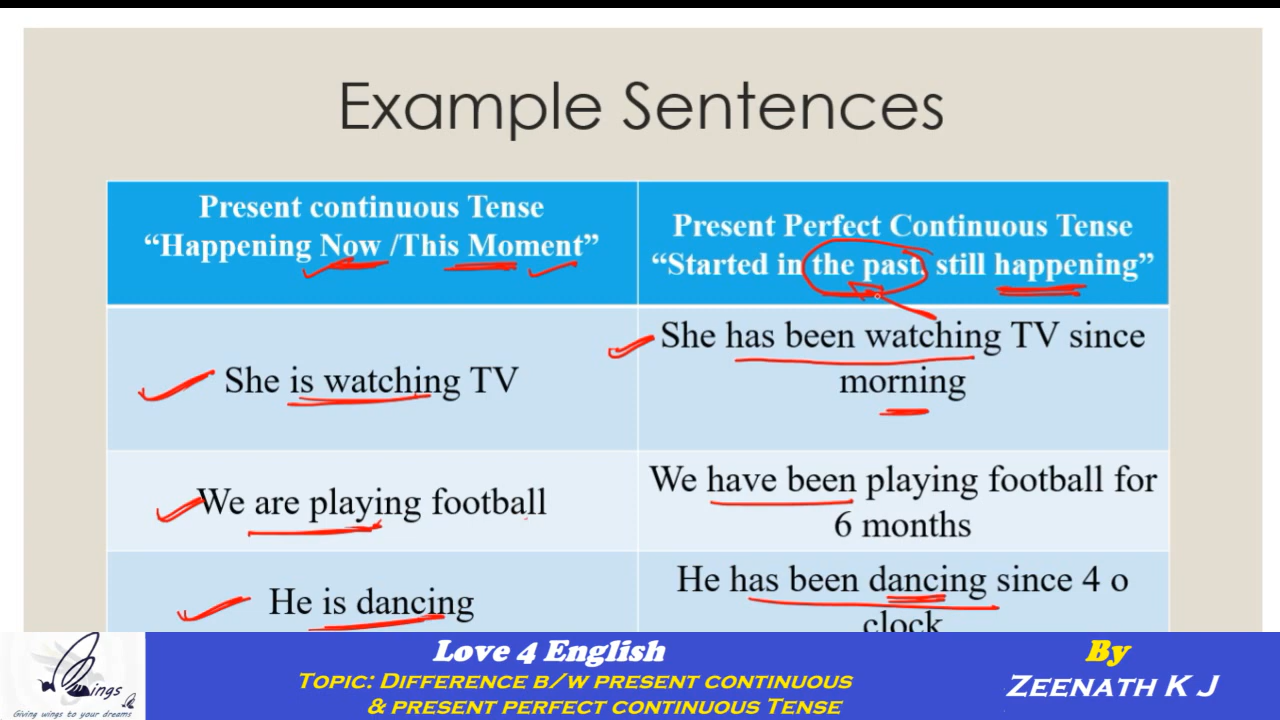 Example Sentences
Present continuous Tense
“Happening Now /This Moment”
Present Perfect Continuous Tense
“Started in the past, still happening”
She is watching TV
She has been watching TV since
morning
We are playing football
We have been playing football for
6 months
He is dancing
He has been dancing since 4 o
clock
Love 4 English
Topic: Difference b/w present continuous
& present perfect continuous Tense
By
Zeenath K J
wings
Giving wings to your dreams